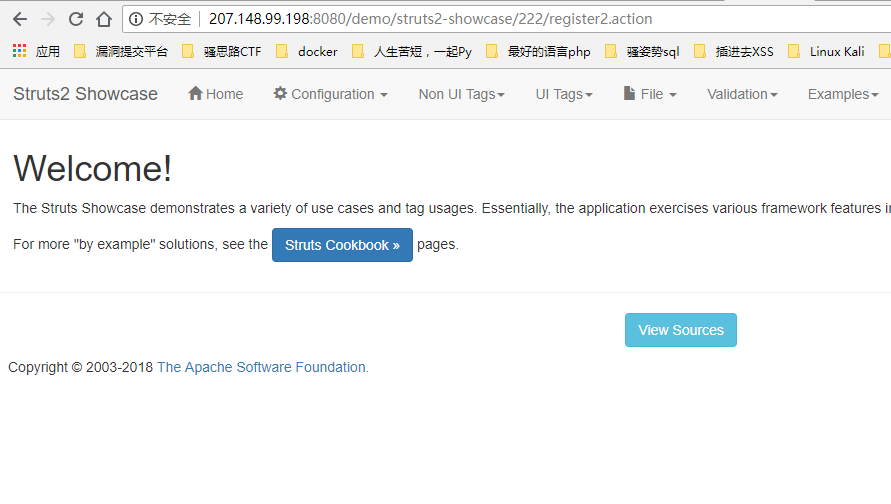 不安全 207.148.99.198:8080/demo/struts2-showcase/222/register2.action
应用 漏洞提交平台 骚思路CTF docker 人生苦短，一起Py 最好的语言php 骚姿势sql 插进去XSS Linux Kali
Struts2 Showcase Home Configuration Non UI Tags UI Tags File Validation Examples
Welcome!
The Struts Showcase demonstrates a variety of use cases and tag usages. Essentially, the application exercises various framework features i
For more "by example" solutions, see the Struts Cookbook » pages.
View Sources
Copyright © 2003-2018 The Apache Software Foundation.